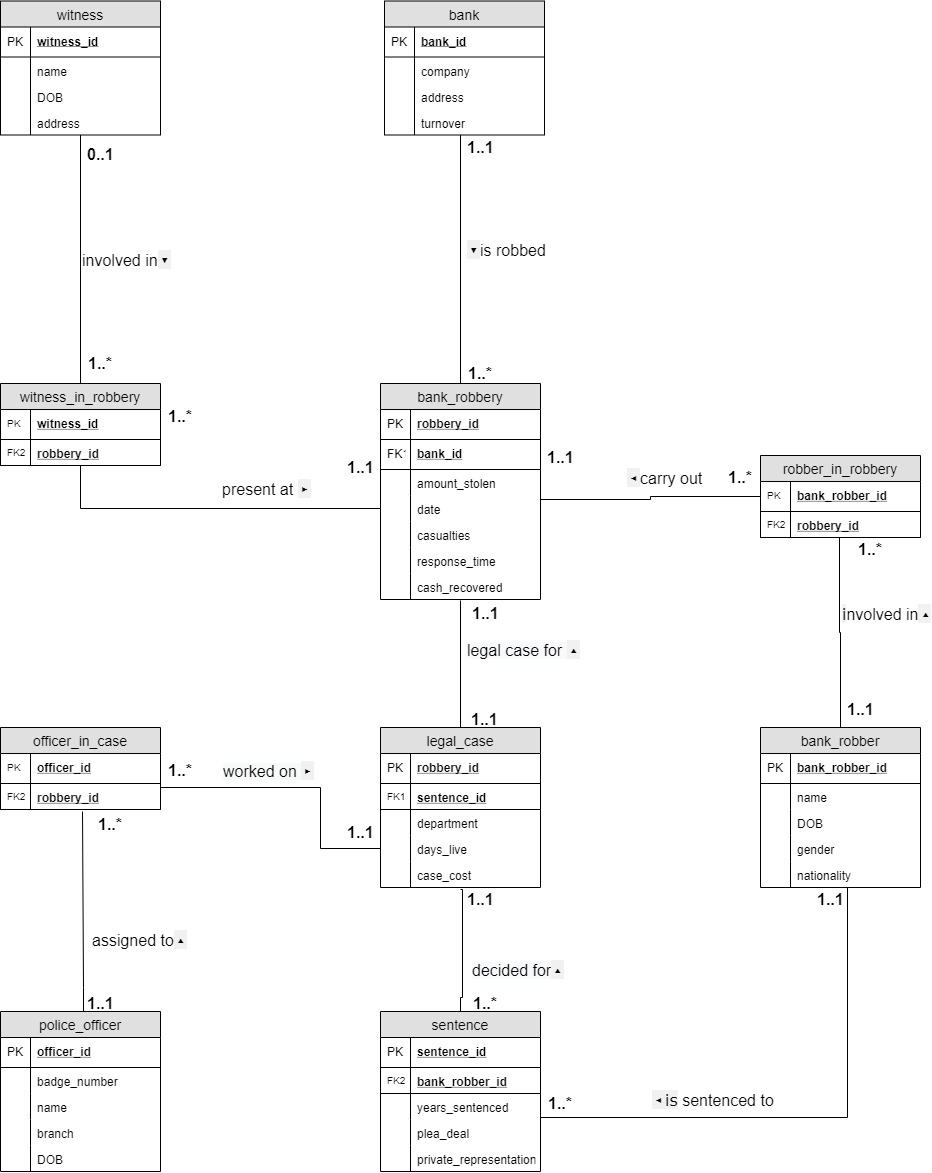 witness
PK witness_id
name
DOB
address
bank
PK bank_id
company
address
turnover
0..1
1..1
involved in ▾
▾ is robbed
1..*
1..*
witness_in_robbery
PK witness_id
FK2 robbery_id
1..*
bank_robbery
PK robbery_id
FK1 bank_id
amount_stolen
date
casualties
response_time
cash_recovered
1..1
present at ▸
1..1
◂ carry out
1..*
robber_in_robbery
PK bank_robber_id
FK2 robbery_id
1..*
involved in ▴
1..1
1..1
legal case for ▴
1..1
officer_in_case
PK officer_id
FK2 robbery_id
1..*
worked on ▸
1..1
legal_case
PK robbery_id
FK1 sentence_id
department
days_live
case_cost
bank_robber
PK bank_robber_id
name
DOB
gender
nationality
1..*
1..1
1..1
assigned to ▴
decided for ▴
1..1
1..*
police_officer
PK officer_id
badge_number
name
branch
DOB
sentence
PK sentence_id
FK2 bank_robber_id
years_sentenced
plea_deal
private_representation
1..*
◂ is sentenced to